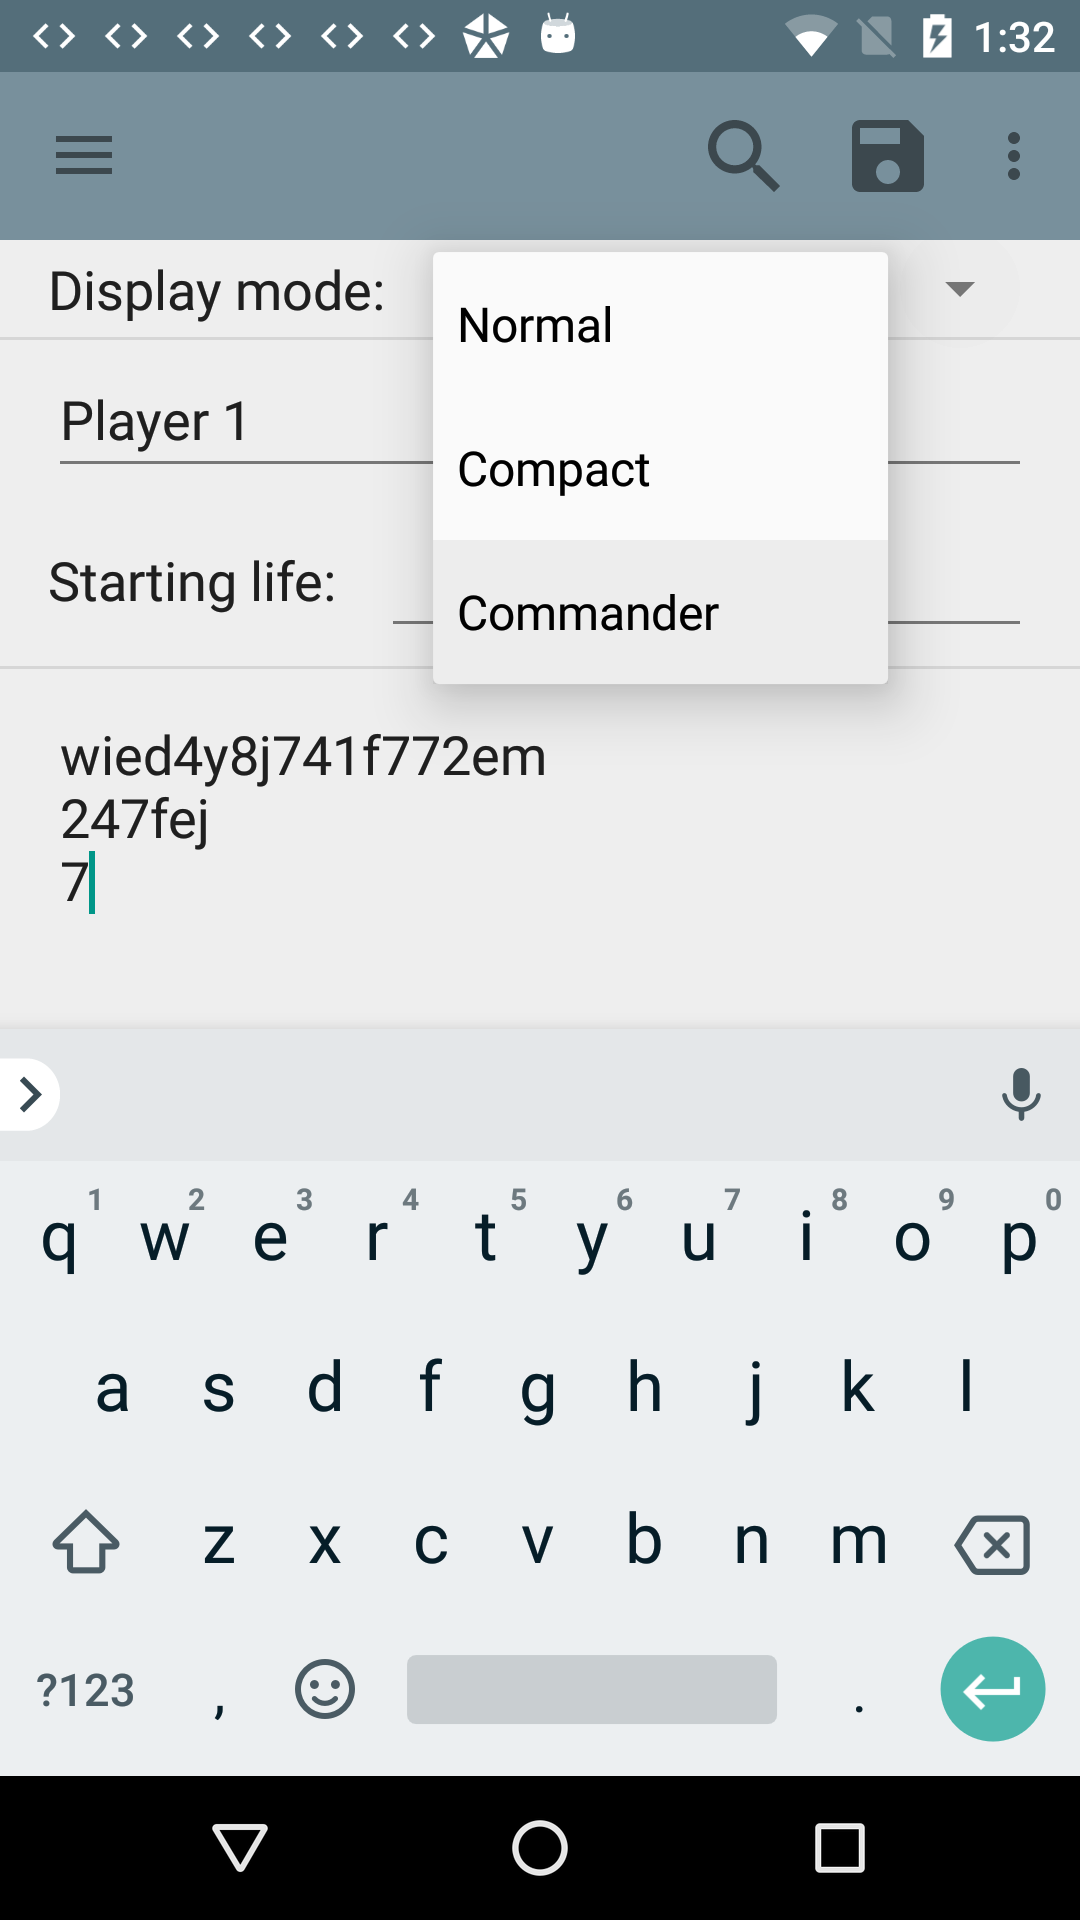 1:32
Display mode:
Normal
Compact
Commander
Player 1
Starting life:
wied4y8j741f772em
247fej
7
1 2 3 4 5 6 7 8 9 0
q w e r t y u i o p
a s d f g h j k l
z x c v b n m
?123 , .